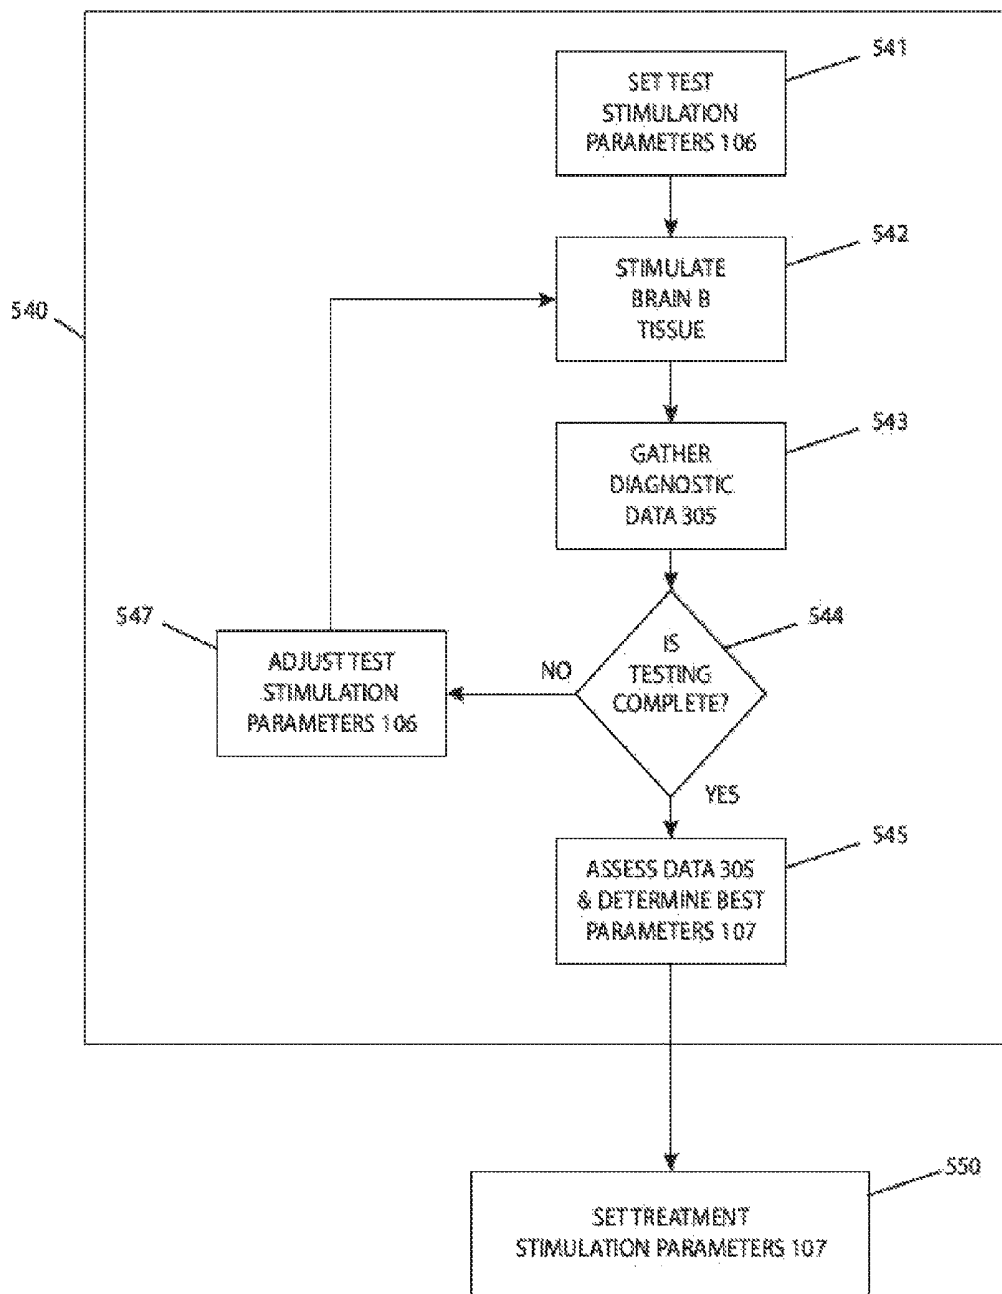 541
SET TEST
STIMULATION
PARAMETERS 106
542
STIMULATE
BRAIN B
TISSUE
540
543
GATHER
DIAGNOSTIC
DATA 305
547
544
ADJUST TEST
STIMULATION
PARAMETERS 106
NO
IS
TESTING
COMPLETE?
YES
545
ASSESS DATA 305
& DETERMINE BEST
PARAMETERS 107
550
SET TREATMENT
STIMULATION PARAMETERS 107